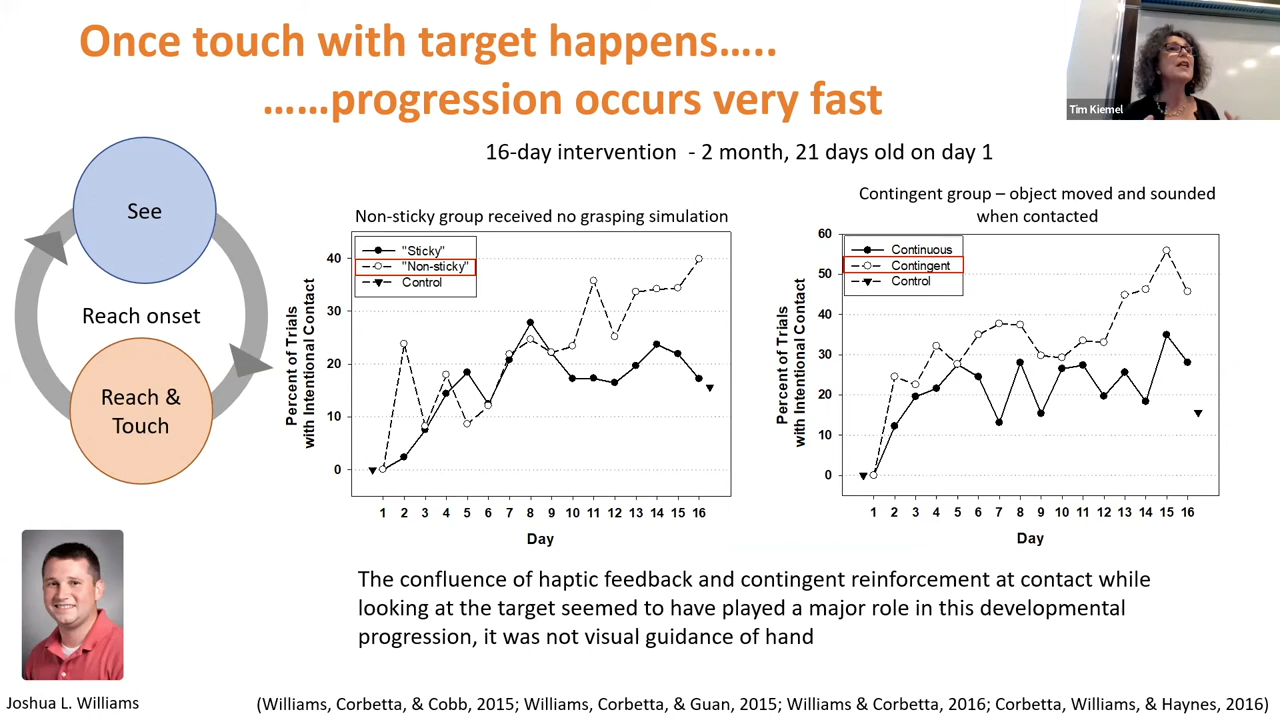 Once touch with target happens…..
……progression occurs very fast
Tim Kiemel
16-day intervention - 2 month, 21 days old on day 1
See
Reach onset
Reach &
Touch
Non-sticky group received no grasping simulation
"Sticky"
"Non-sticky"
Control
Percent of Trials
with Intentional Contact
40
30
20
10
0
1 2 3 4 5 6 7 8 9 10 11 12 13 14 15 16
Day
Contingent group – object moved and sounded
when contacted
Continuous
Contingent
Control
Percent of Trials
with Intentional Contact
60
50
40
30
20
10
0
1 2 3 4 5 6 7 8 9 10 11 12 13 14 15 16
Day
The confluence of haptic feedback and contingent reinforcement at contact while
looking at the target seemed to have played a major role in this developmental
progression, it was not visual guidance of hand
Joshua L. Williams
(Williams, Corbetta, & Cobb, 2015; Williams, Corbetta, & Guan, 2015; Williams & Corbetta, 2016; Corbetta, Williams, & Haynes, 2016)